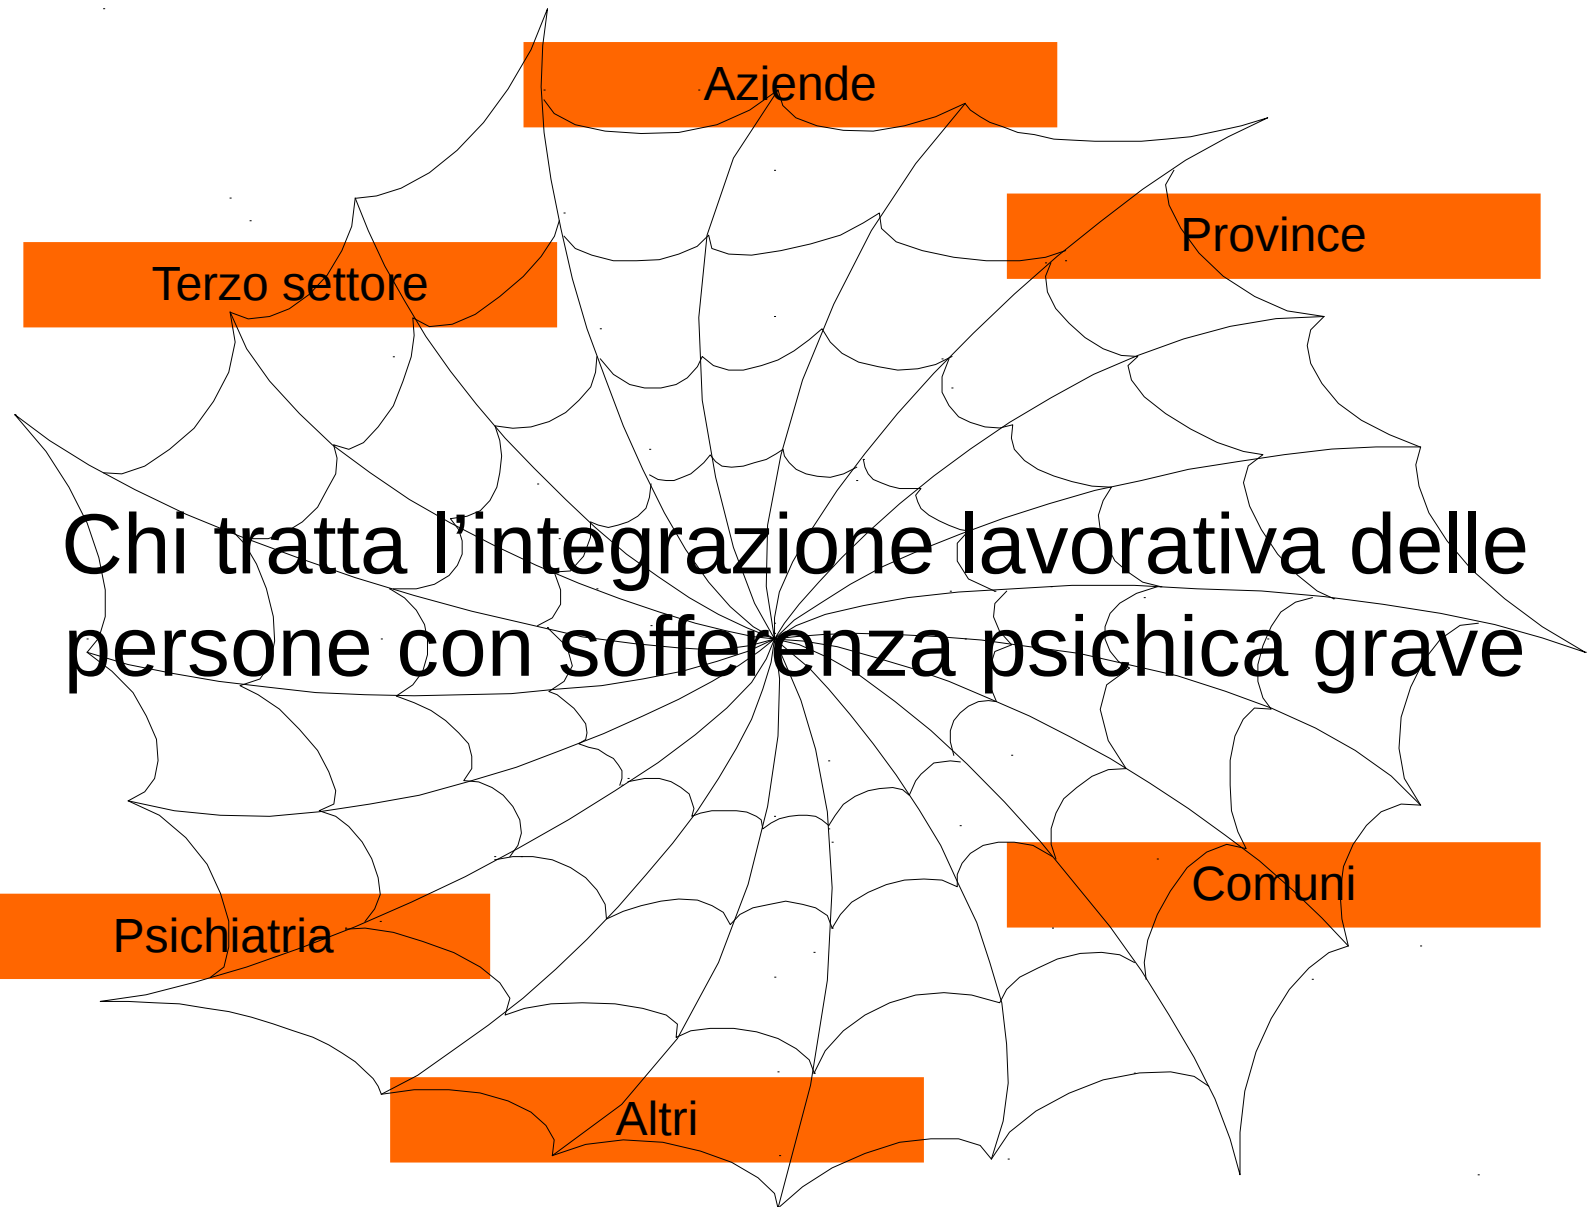 Aziende
Province
Terzo settore
Chi tratta l’integrazione lavorativa delle
persone con sofferenza psichica grave
Comuni
Psichiatria
Altri